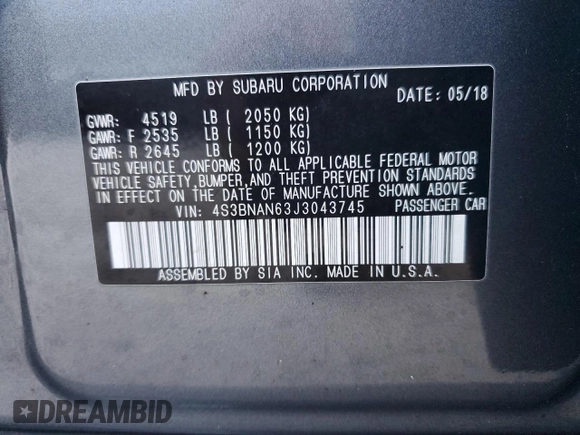 MFD BY SUBARU CORPORATION
DATE: 05/18
GVWR: 4519 LB ( 2050 KG)
GAWR: F 2535 LB ( 1150 KG)
GAWR: R 2645 LB ( 1200 KG)
THIS VEHICLE CONFORMS TO ALL APPLICABLE FEDERAL MOTOR
VEHICLE SAFETY,BUMPER,AND THEFT PREVENTION STANDARDS
IN EFFECT ON THE DATE OF MANUFACTURE SHOWN ABOVE.
VIN: 4S3BNAN63J3043745 PASSENGER CAR
ASSEMBLED BY SIA INC. MADE IN U.S.A.
DREAMBID